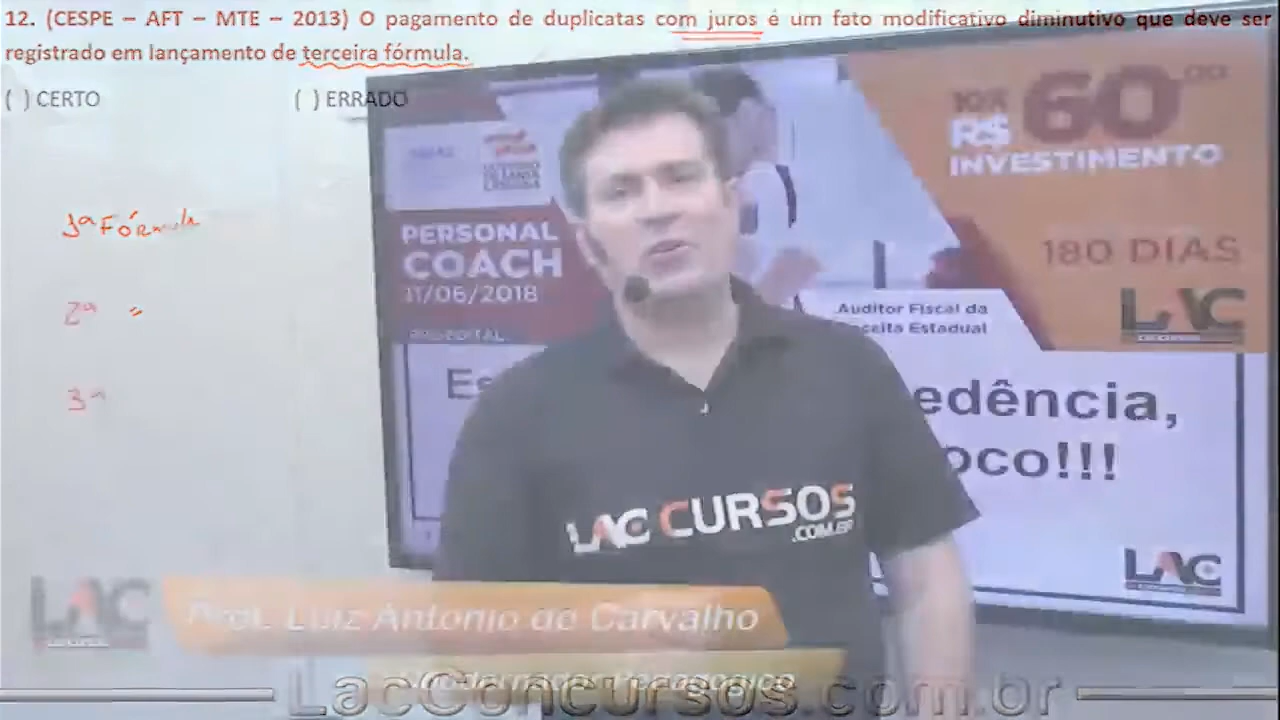 12. (CESPE – AFT – MTE – 2013) O pagamento de duplicatas com juros é um fato modificativo diminutivo que deve ser
registrado em lançamento de terceira fórmula.
( ) CERTO ( ) ERRADO
1ª Fórmula
2ª "
3ª
10X
R$ 60,00
INVESTIMENTO
PERSONAL
COACH
11/06/2018
180 DIAS
LAC
Auditor Fiscal da
Receita Estadual
edência,
oco!!!
LAC CURSOS
.COM.BR
LAC
LAC
Prof. Luiz Antonio de Carvalho
LacConcursos.com.br